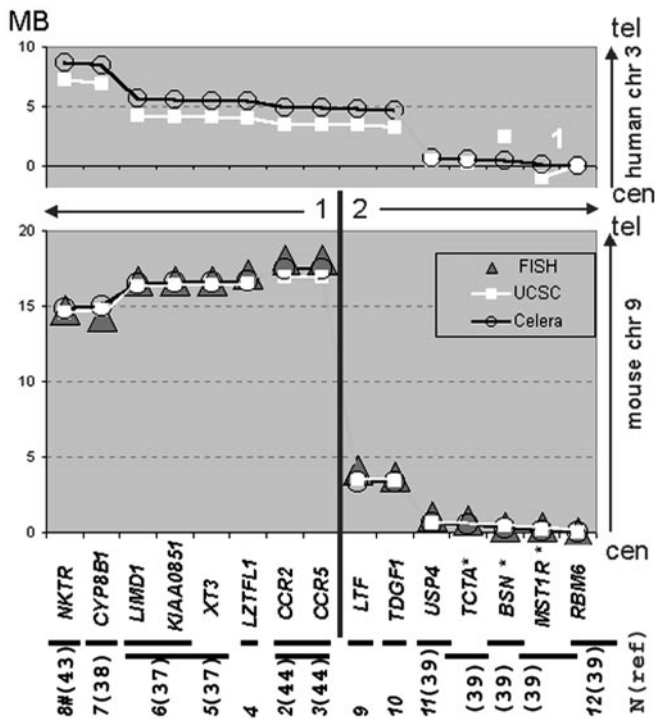 MB
tel
10
5
0
1
human chr 3
cen
1 2
tel
20
15
10
5
0
FISH
UCSC
Celera
mouse chr 9
cen
NKTR
CYP8B1
LIMD1
KIAA0851
XT3
LZTFL1
CCR2
CCR5
LTF
TDGF1
USP4
TCTA*
BSN *
MST1R *
RBM6
8#(43)
7(38)
6(37)
5(37)
4
2(44)
3(44)
9
10
11(39)
(39)
(39)
(39)
12(39)
N(ref)